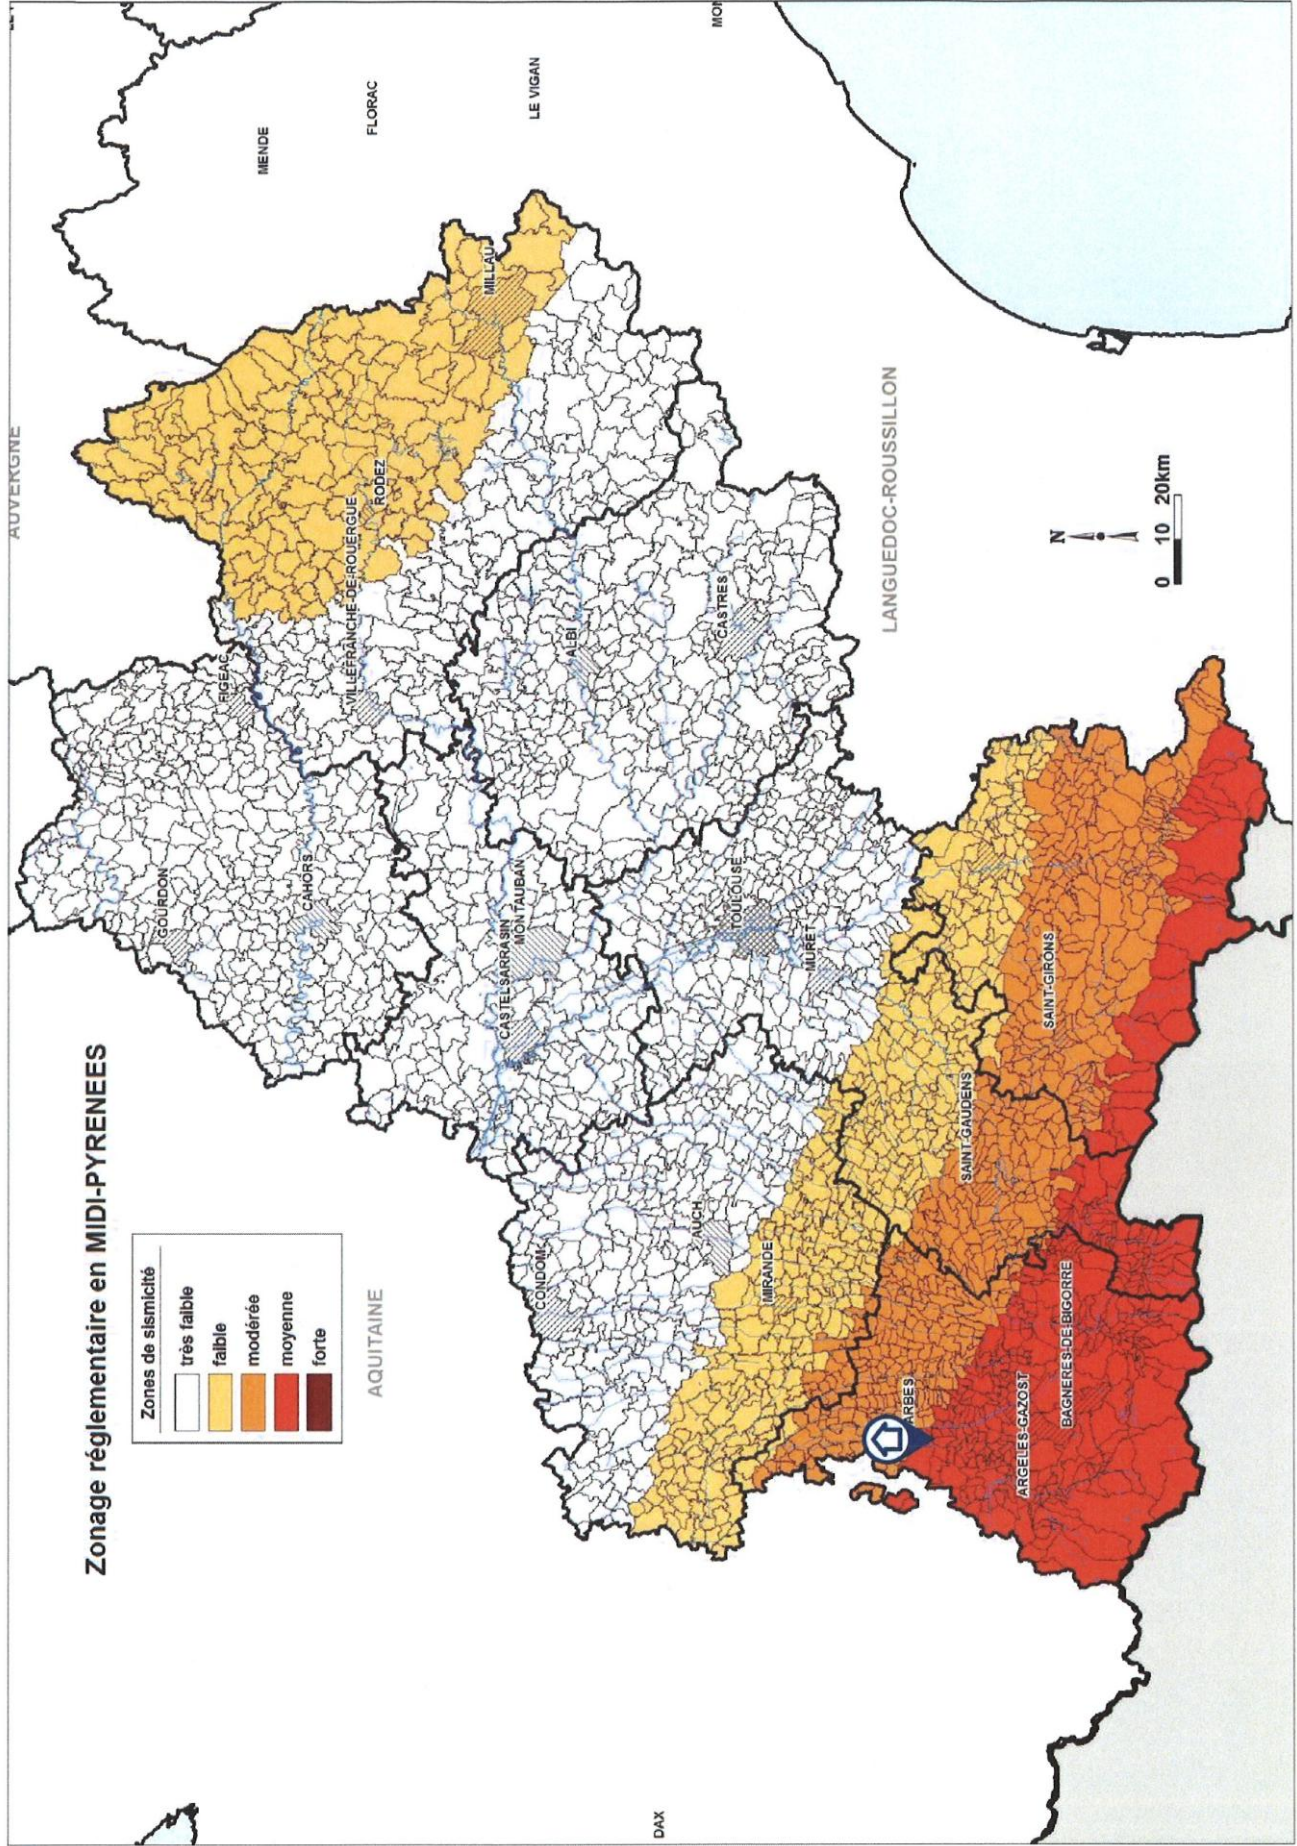 Zonage réglementaire en MIDI-PYRENEES
Zones de sismicité
très faible
faible
modérée
moyenne
forte
AUVERGNE
AQUITAINE
LANGUEDOC-ROUSSILLON
MENDE
FLORAC
LE VIGAN
GOURDON
FIGEAC
CAHORS
VILLEFRANCHE-DE-ROUERGUE
RODEZ
MILLAU
CASTELSARRASIN
MONTAUBAN
ALBI
CONDOM
AUCH
TOULOUSE
CASTRES
MIRANDE
MURET
ARBES
SAINT-GAUDENS
SAINT-GIRONS
ARGELES-GAZOST
BAGNERES-DE-BIGORRE
DAX
N
0 10 20km